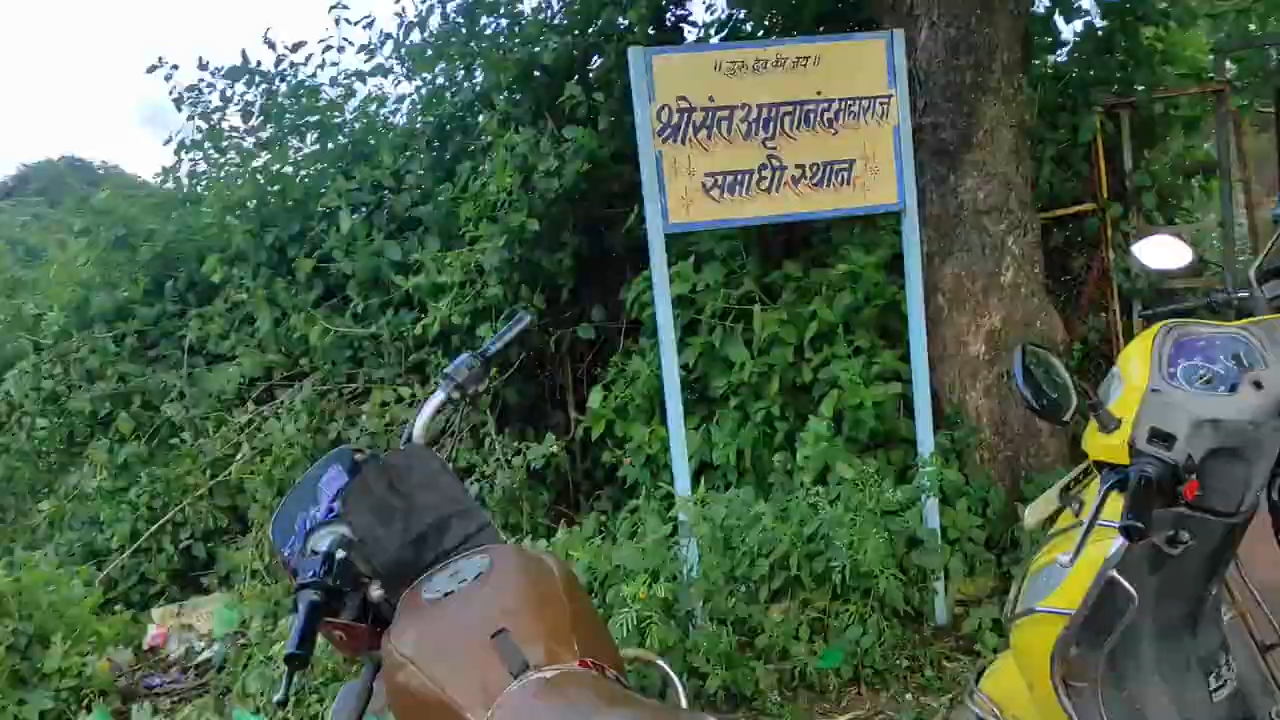 ॥ गुरु देव की जय ॥
श्री संत अमृतानंद महाराज
समाधी स्थान